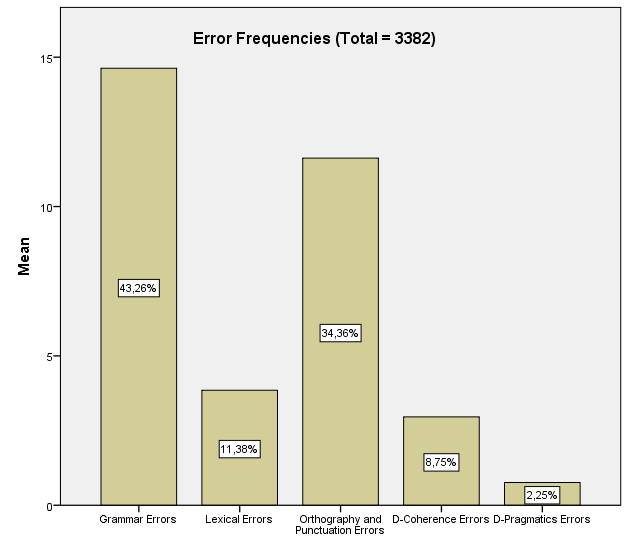 Error Frequencies (Total = 3382)
Mean
15
10
5
0
43,26%
11,38%
34,36%
8,75%
2,25%
Grammar Errors
Lexical Errors
Orthography and
Punctuation Errors
D-Coherence Errors
D-Pragmatics Errors